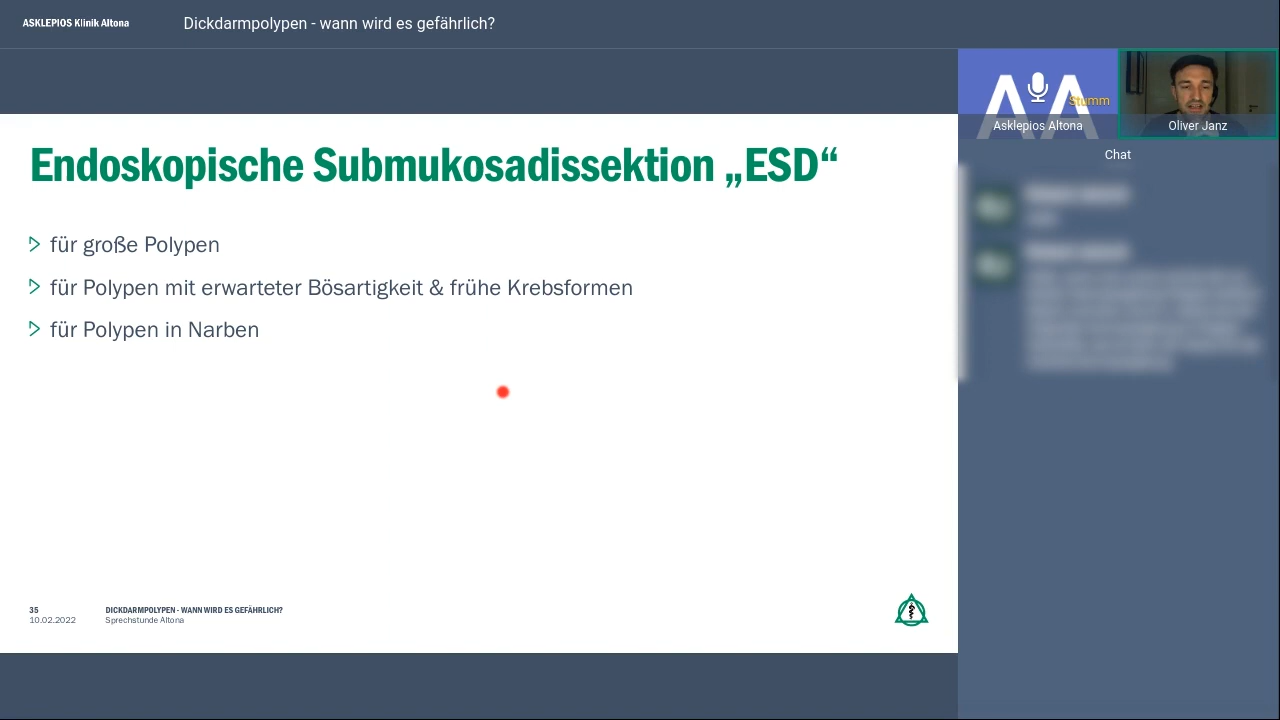 ASKLEPIOS Klinik Altona
Dickdarmpolypen - wann wird es gefährlich?
Stumm
Asklepios Altona
Oliver Janz
Chat
Endoskopische Submukosadissektion „ESD“
für große Polypen
für Polypen mit erwarteter Bösartigkeit & frühe Krebsformen
für Polypen in Narben
35
DICKDARMPOLYPEN - WANN WIRD ES GEFÄHRLICH?
10.02.2022
Sprechstunde Altona